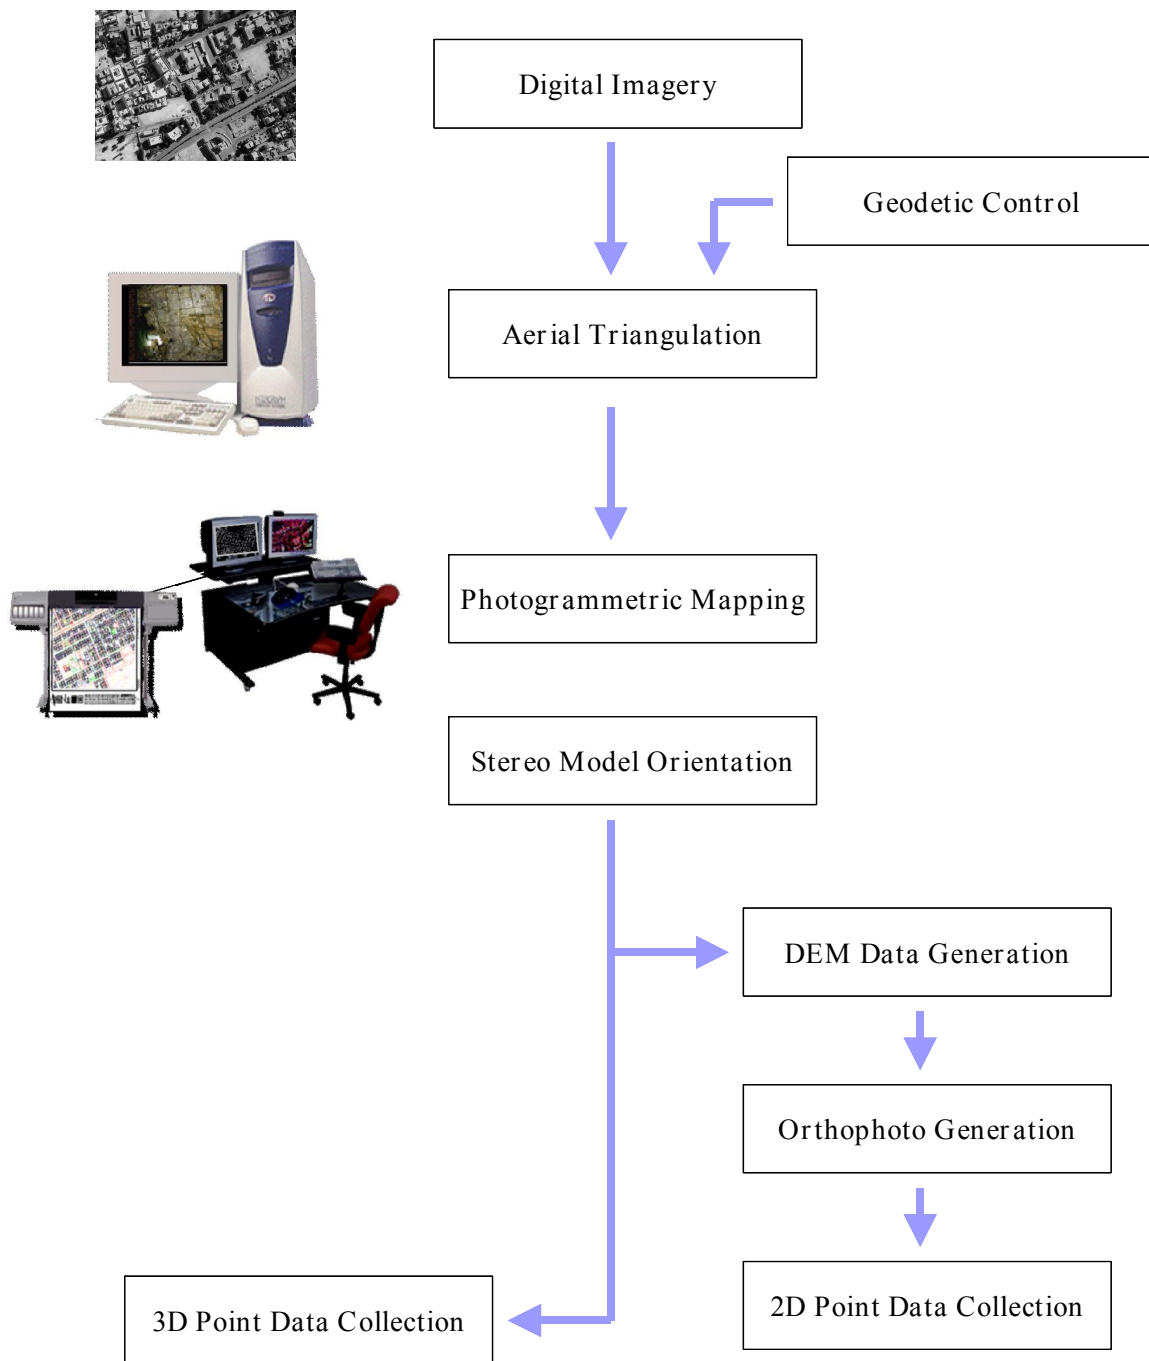 Digital Imagery
Geodetic Control
Aerial Triangulation
Photogrammetric Mapping
Stereo Model Orientation
DEM Data Generation
Orthophoto Generation
2D Point Data Collection
3D Point Data Collection